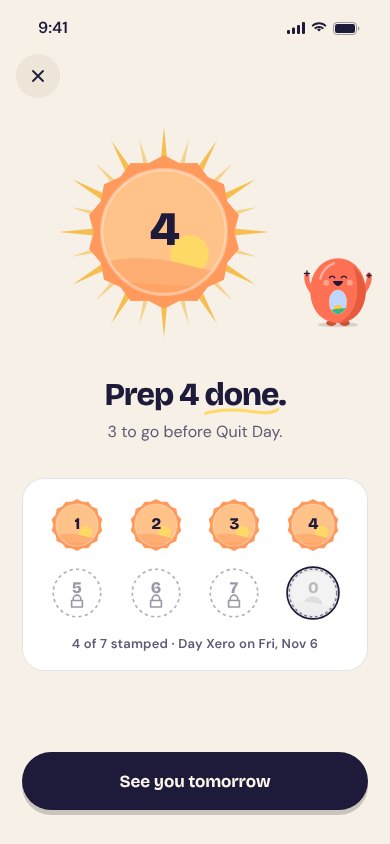 9:41
4
Prep 4 done.
3 to go before Quit Day.
1 2 3 4
5 6 7 0
4 of 7 stamped · Day Xero on Fri, Nov 6
See you tomorrow